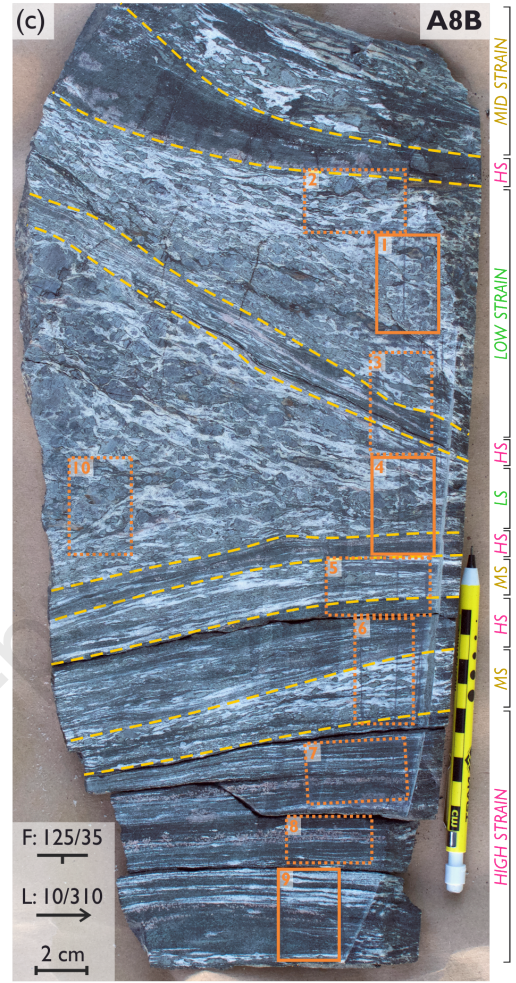 (c)
A8B
MID STRAIN
HS
2
1
LOW STRAIN
3
HS
10
4
LS
HS
5
MS
6
HS
MS
7
8
HIGH STRAIN
9
CW
F: 125/35
L: 10/310
2 cm